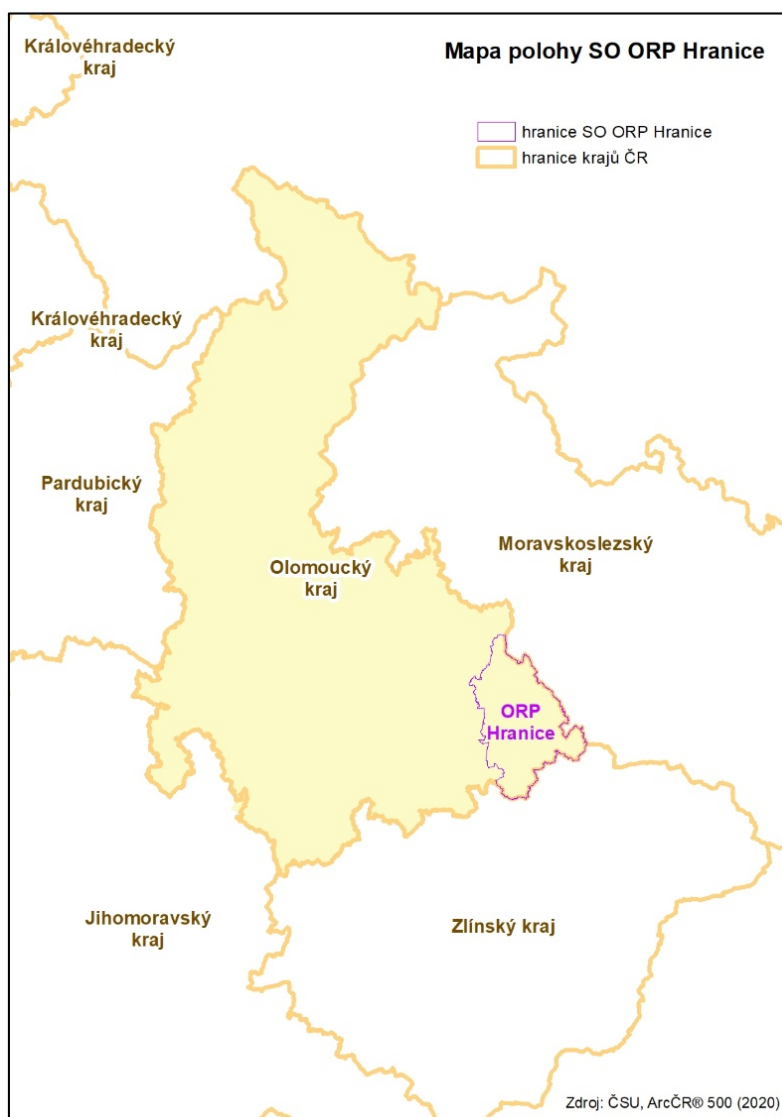 Královéhradecký
kraj
Mapa polohy SO ORP Hranice
hranice SO ORP Hranice
hranice krajů ČR
Královéhradecký
kraj
Pardubický
kraj
Moravskoslezský
kraj
Olomoucký
kraj
ORP
Hranice
Jihomoravský
kraj
Zlínský kraj
Zdroj: ČSU, ArcČR® 500 (2020)